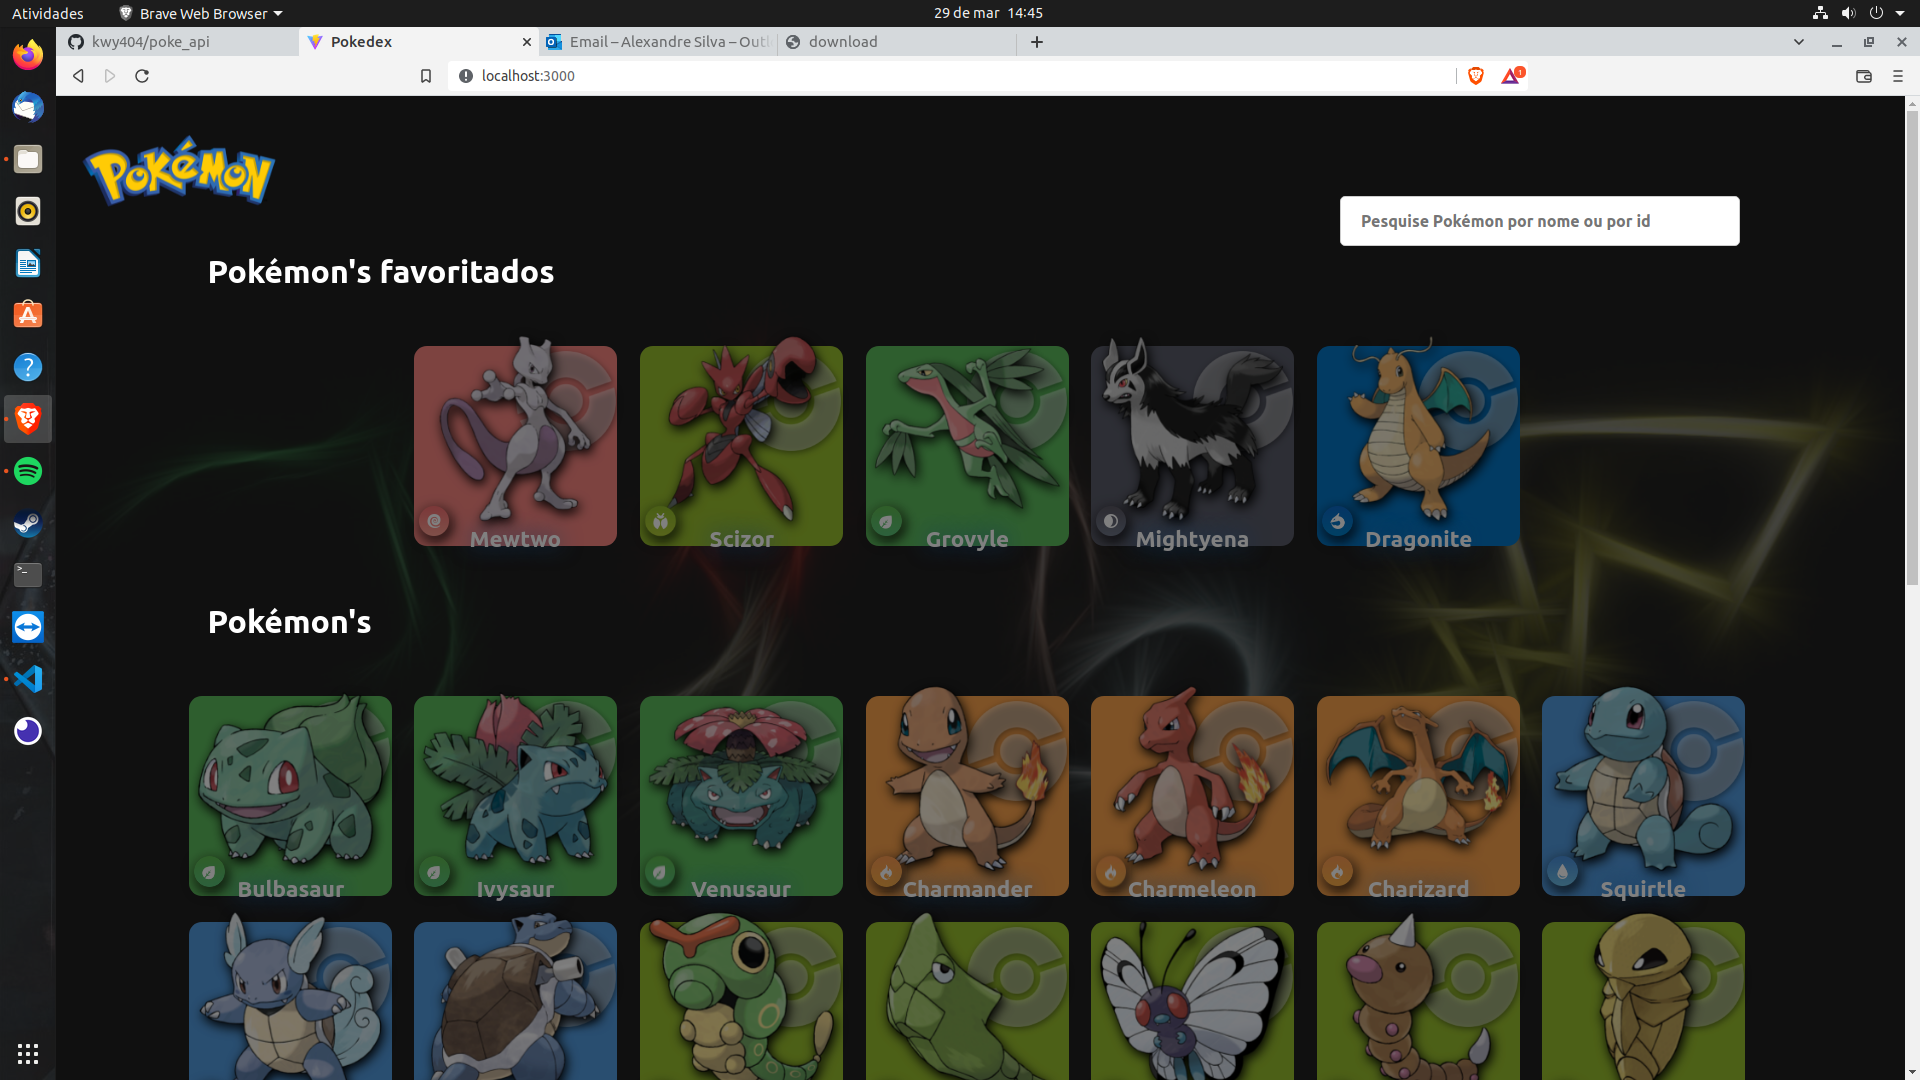 Atividades
Brave Web Browser
29 de mar 14:45
kwy404/poke_api
Pokedex
Email – Alexandre Silva – Outl
download
localhost:3000
1
POKéMON
Pesquise Pokémon por nome ou por id
Pokémon's favoritados
Mewtwo
Scizor
Grovyle
Mightyena
Dragonite
Pokémon's
Bulbasaur
Ivysaur
Venusaur
Charmander
Charmeleon
Charizard
Squirtle